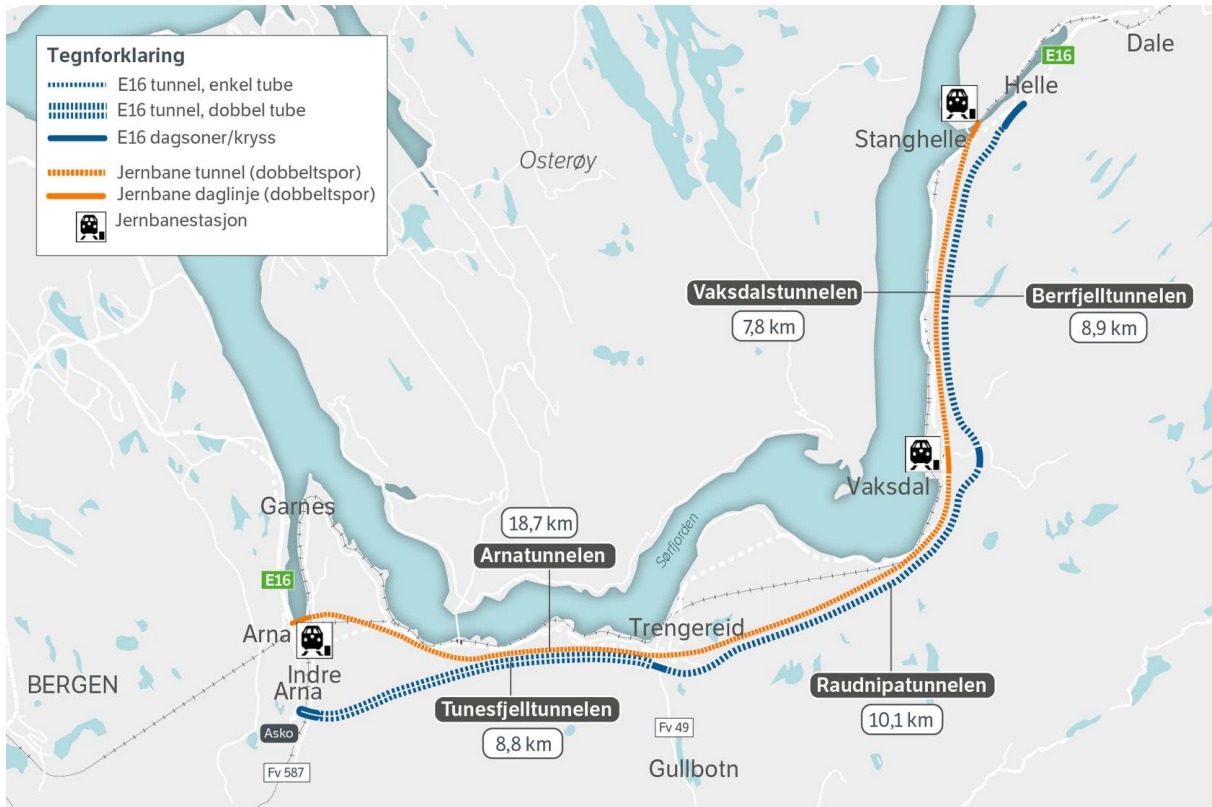 Tegnforklaring
E16 tunnel, enkel tube
E16 tunnel, dobbel tube
E16 dagsoner/kryss
Jernbane tunnel (dobbeltspor)
Jernbane daglinje (dobbeltspor)
Jernbanestasjon
Dale
E16
Helle
Stanghelle
Osterøy
Vaksdalstunnelen
7,8 km
Berrfjelltunnelen
8,9 km
Vaksdal
Garnes
18,7 km
Arnatunnelen
Sørfjorden
E16
Arna
Trengereid
Indre
Arna
BERGEN
Tunesfjelltunnelen
8,8 km
Raudnipatunnelen
10,1 km
Asko
Fv 49
Fv 587
Gullbotn